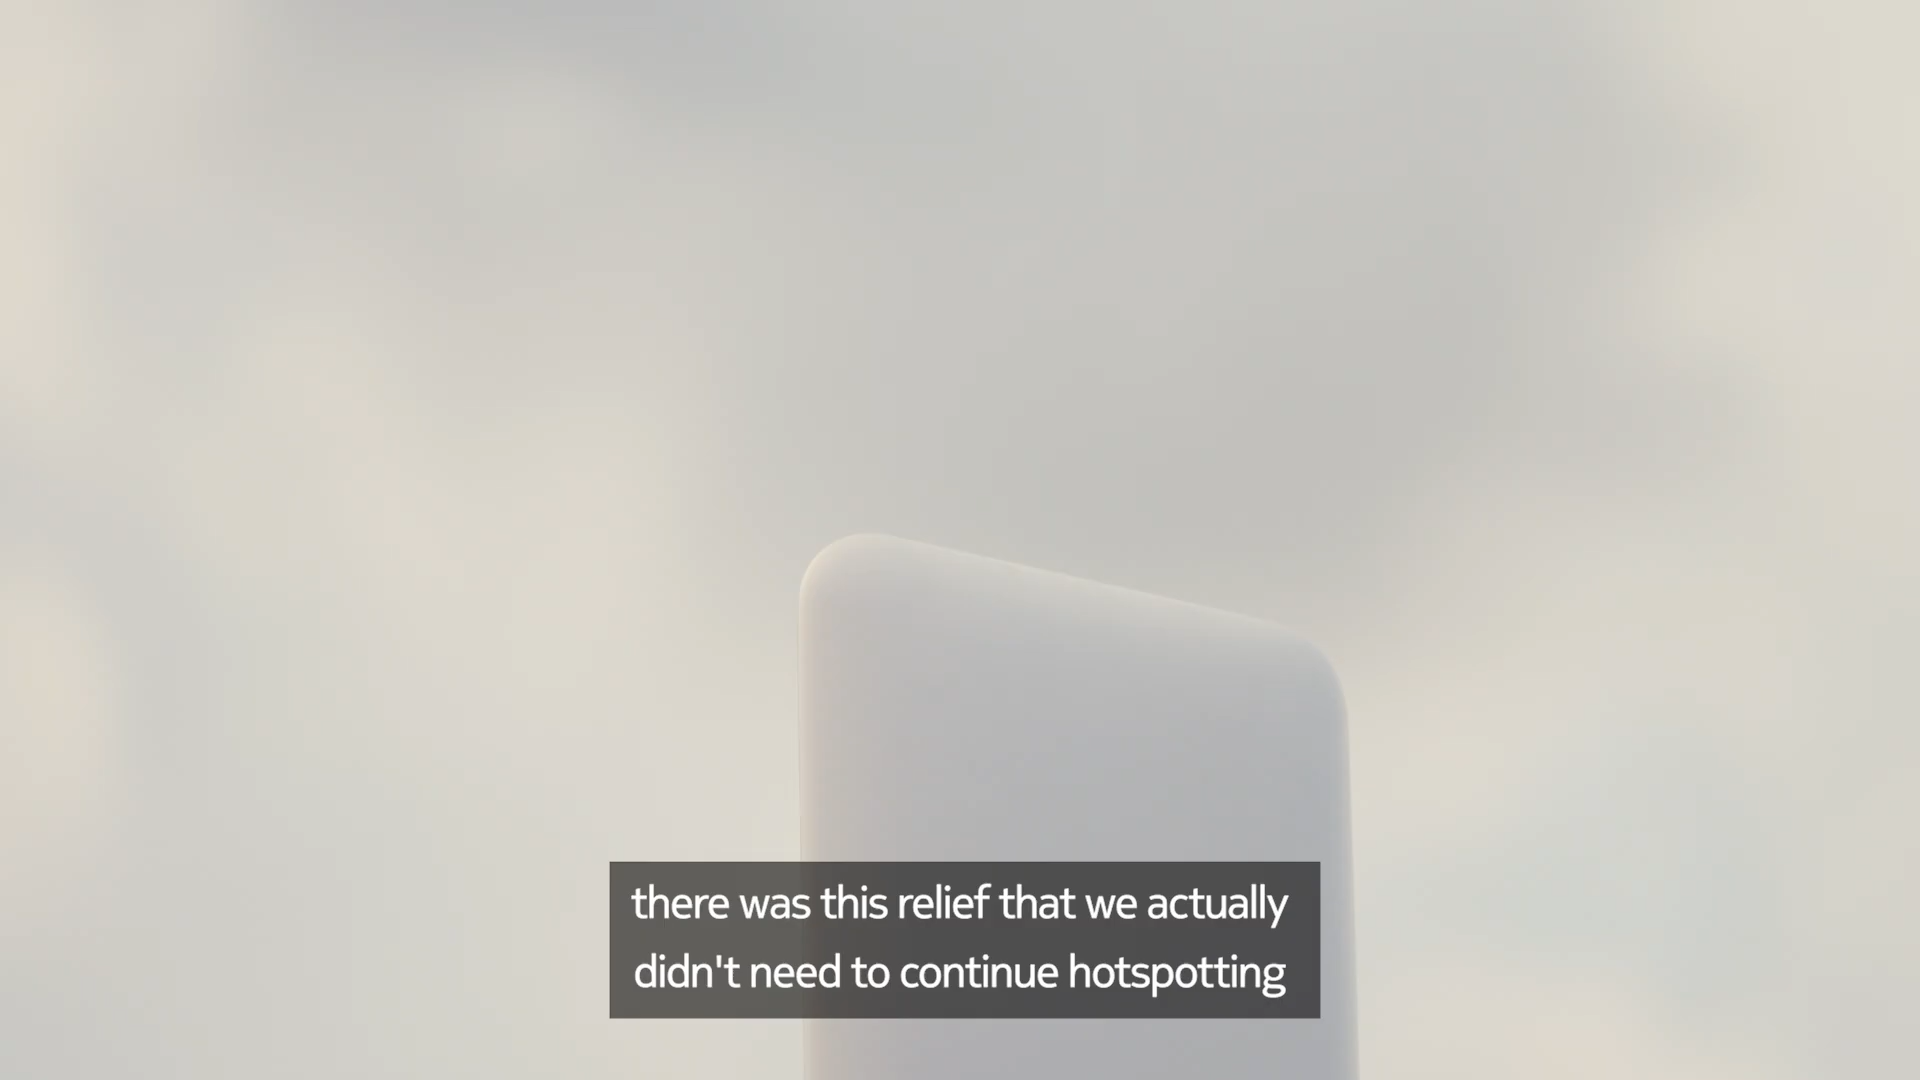 there was this relief that we actually
didn't need to continue hotspotting